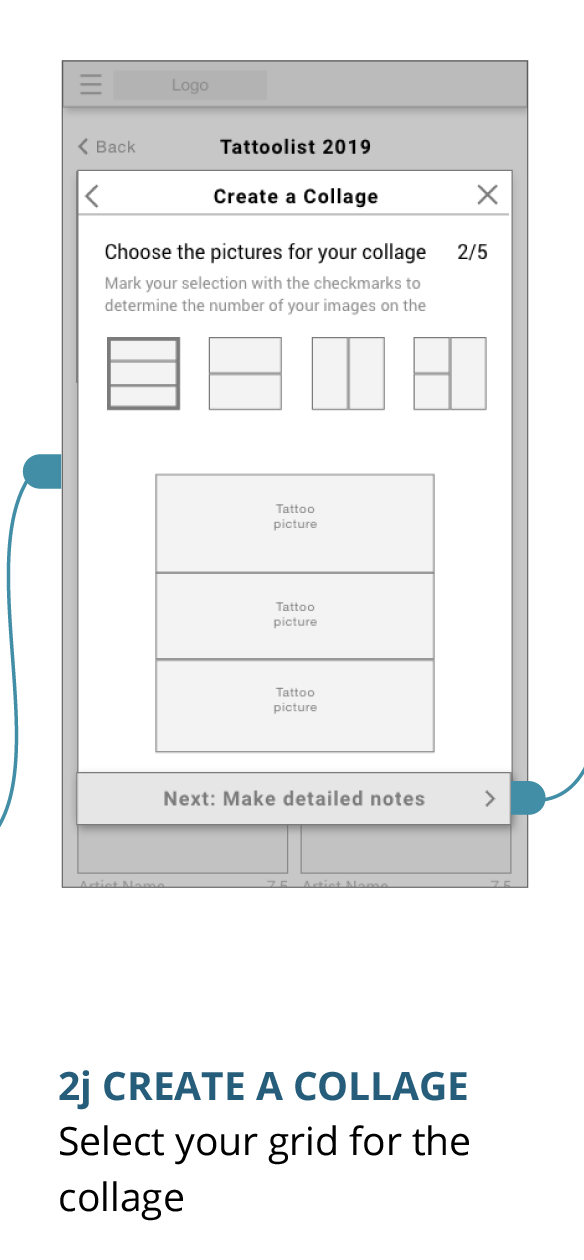 Logo
Back
Tattoolist 2019
Create a Collage
Choose the pictures for your collage 2/5
Mark your selection with the checkmarks to
determine the number of your images on the
Tattoo
picture
Tattoo
picture
Tattoo
picture
Next: Make detailed notes
Artist Name 7.5 Artist Name 7.5
2j CREATE A COLLAGE
Select your grid for the
collage